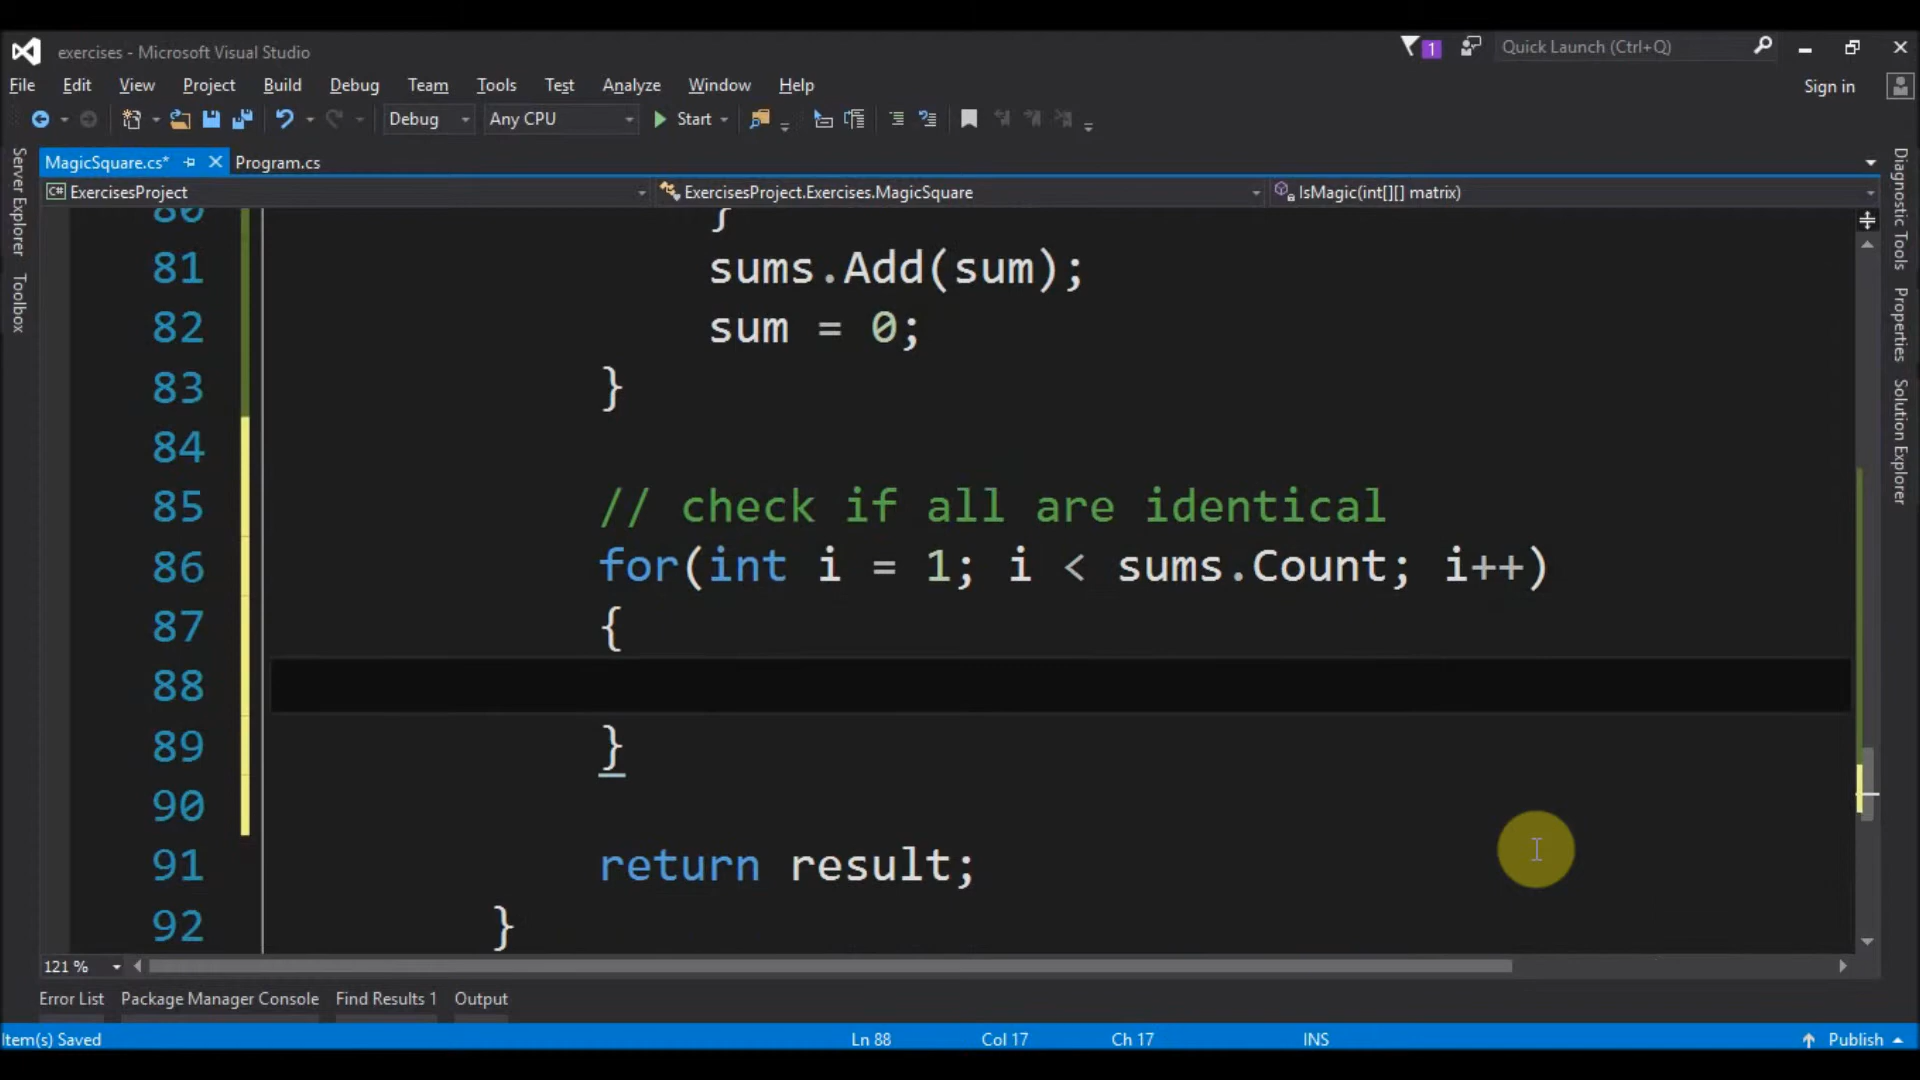 exercises - Microsoft Visual Studio
1
Quick Launch (Ctrl+Q)
File Edit View Project Build Debug Team Tools Test Analyze Window Help
Sign in
Debug Any CPU Start
Server Explorer
Toolbox
MagicSquare.cs* Program.cs
C# ExercisesProject ExercisesProject.Exercises.MagicSquare IsMagic(int[][] matrix)
80 }
81 sums.Add(sum);
82 sum = 0;
83 }
84
85 // check if all are identical
86 for(int i = 1; i < sums.Count; i++)
87 {
88
89 }
90
91 return result;
92 }
Diagnostic Tools
Properties
Solution Explorer
121 %
Error List Package Manager Console Find Results 1 Output
Item(s) Saved Ln 88 Col 17 Ch 17 INS Publish